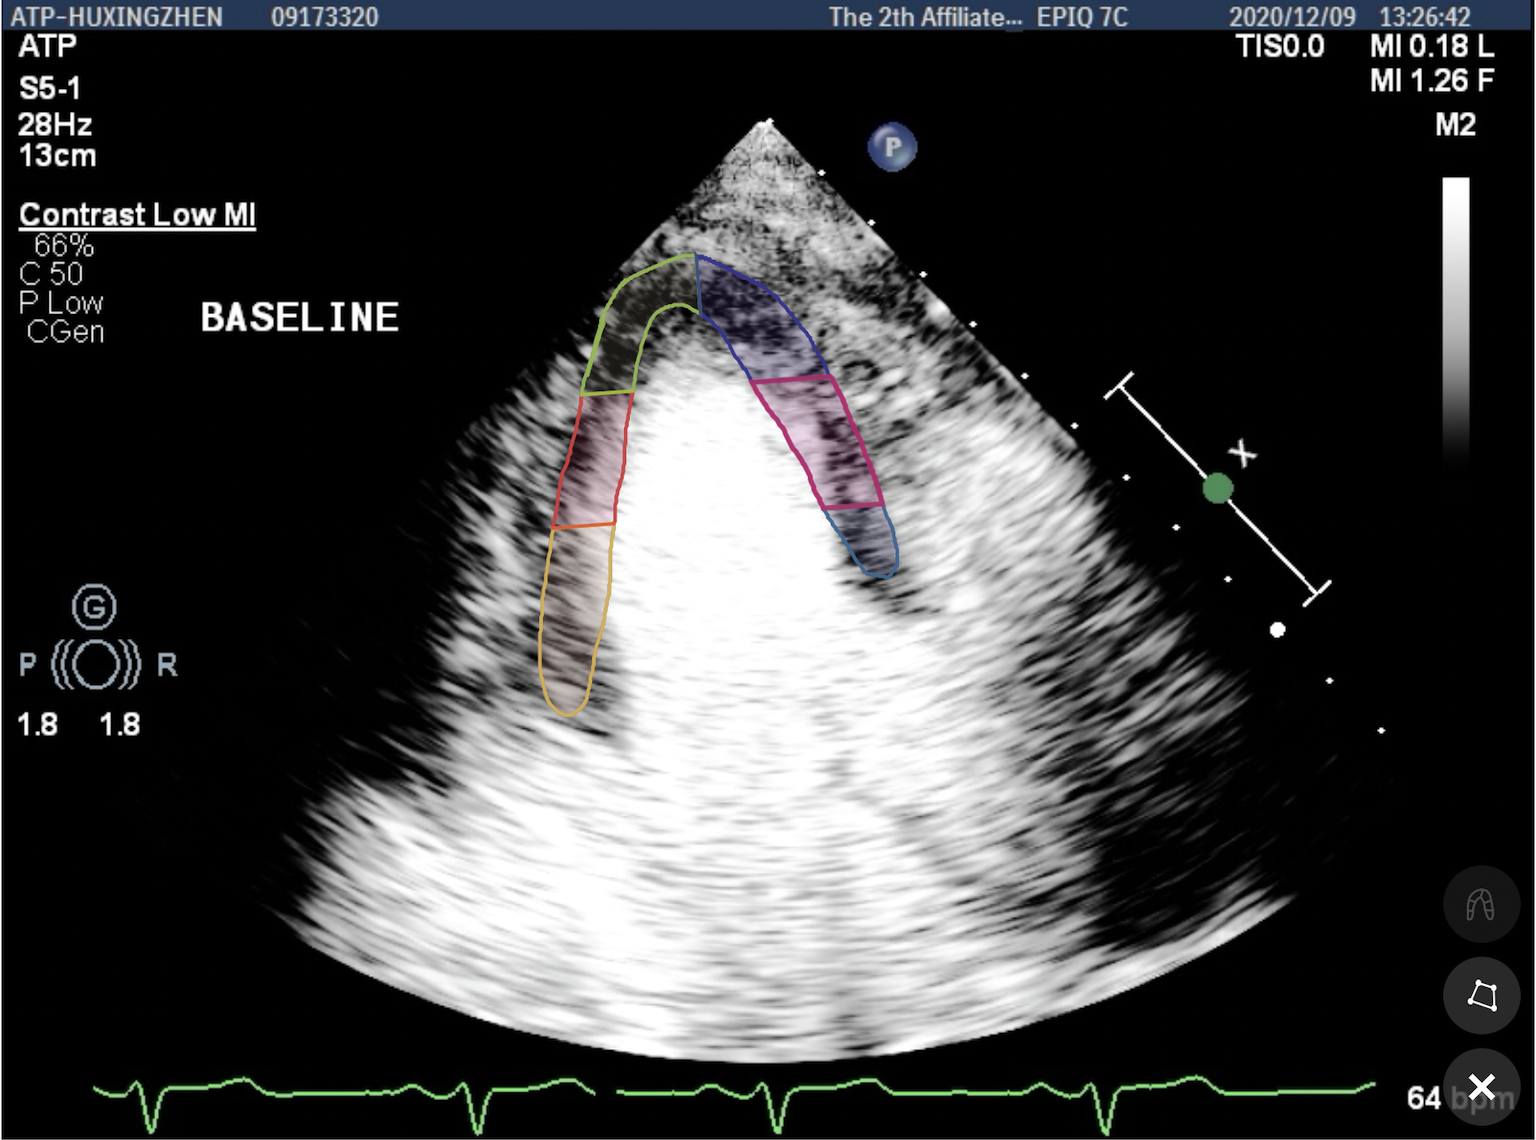 ATP-HUXINGZHEN 09173320 The 2th Affiliate... EPIQ 7C 2020/12/09 13:26:42
ATP TIS0.0 MI 0.18 L
S5-1 MI 1.26 F
28Hz M2
13cm
P
Contrast Low MI
66%
C 50
P Low
CGen
BASELINE
X
G
P R
1.8 1.8
64 bpm